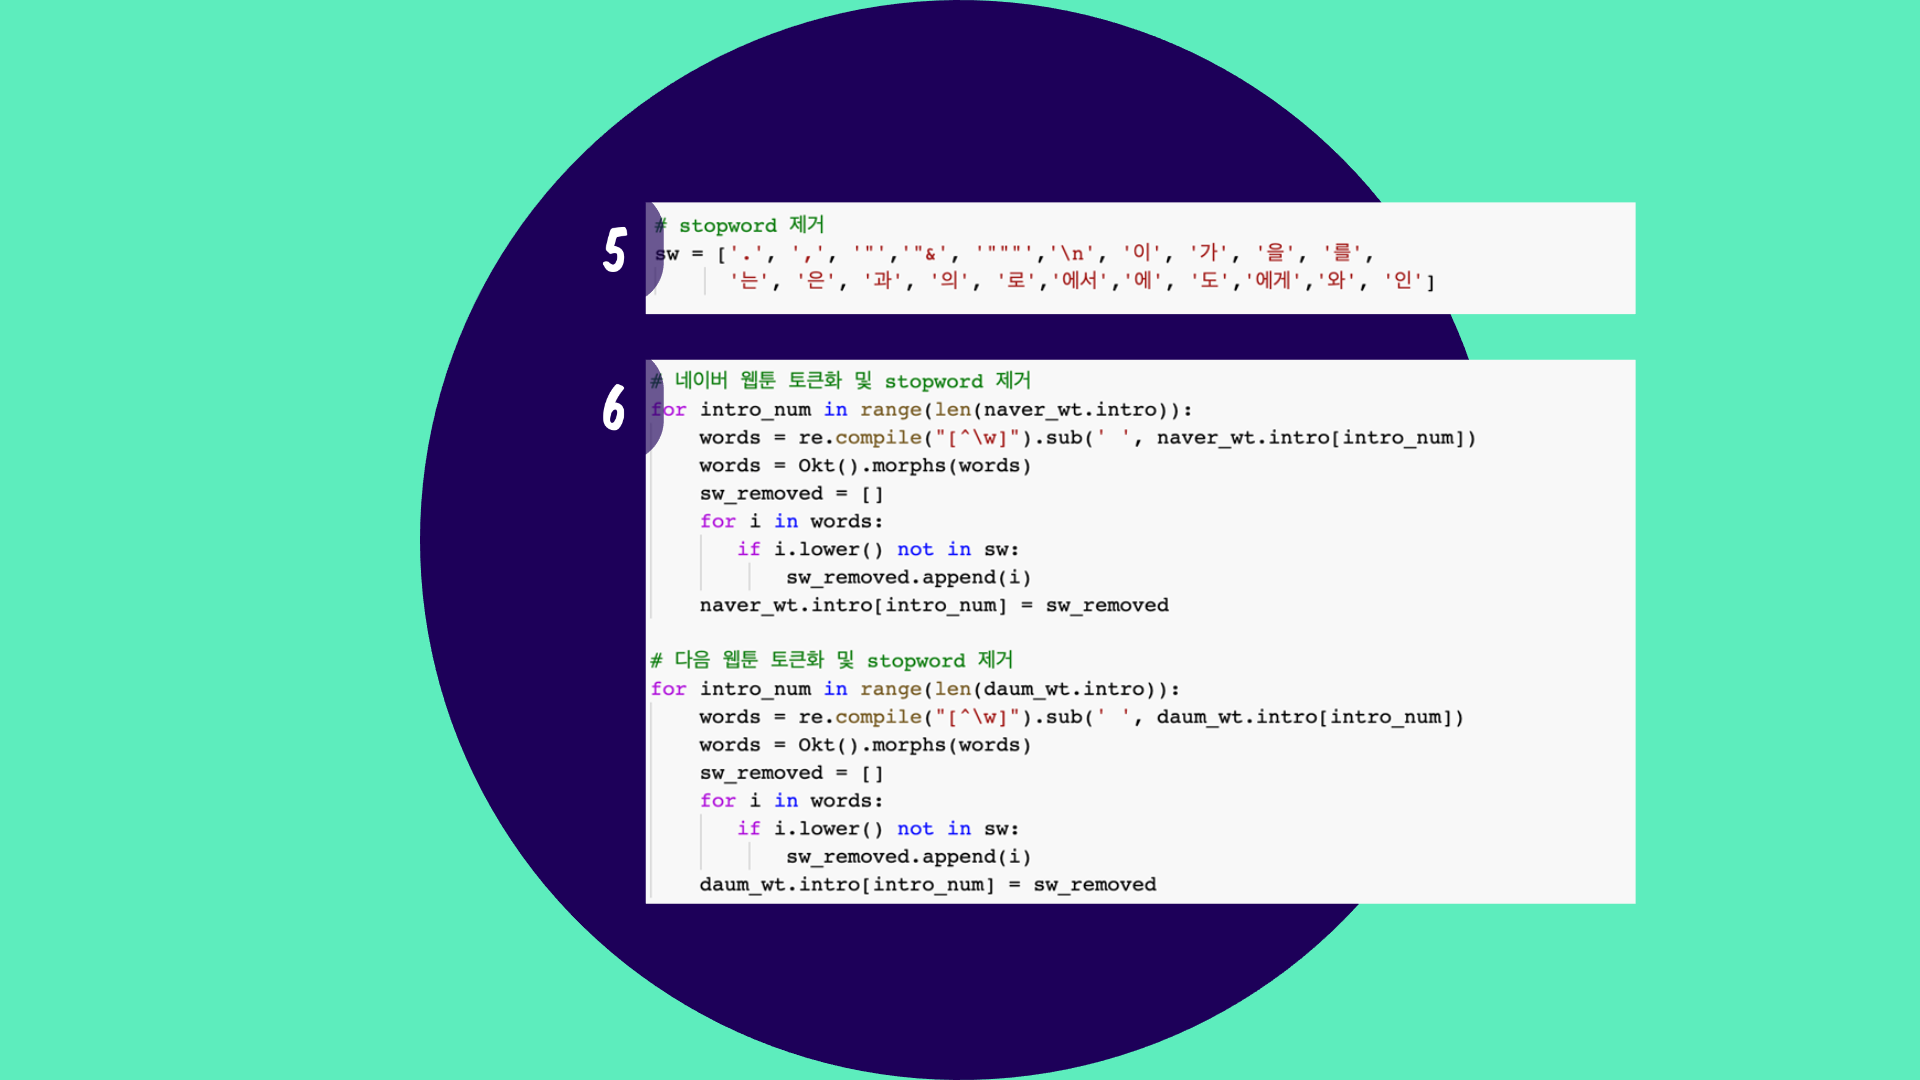 5
# stopword 제거
sw = ['.', ',', '"','"&', '"""','\n', '이', '가', '을', '를',
'는', '은', '과', '의', '로','에서','에', '도','에게','와', '인']
6
# 네이버 웹툰 토큰화 및 stopword 제거
for intro_num in range(len(naver_wt.intro)):
words = re.compile("[^\w]").sub(' ', naver_wt.intro[intro_num])
words = Okt().morphs(words)
sw_removed = []
for i in words:
if i.lower() not in sw:
sw_removed.append(i)
naver_wt.intro[intro_num] = sw_removed
# 다음 웹툰 토큰화 및 stopword 제거
for intro_num in range(len(daum_wt.intro)):
words = re.compile("[^\w]").sub(' ', daum_wt.intro[intro_num])
words = Okt().morphs(words)
sw_removed = []
for i in words:
if i.lower() not in sw:
sw_removed.append(i)
daum_wt.intro[intro_num] = sw_removed